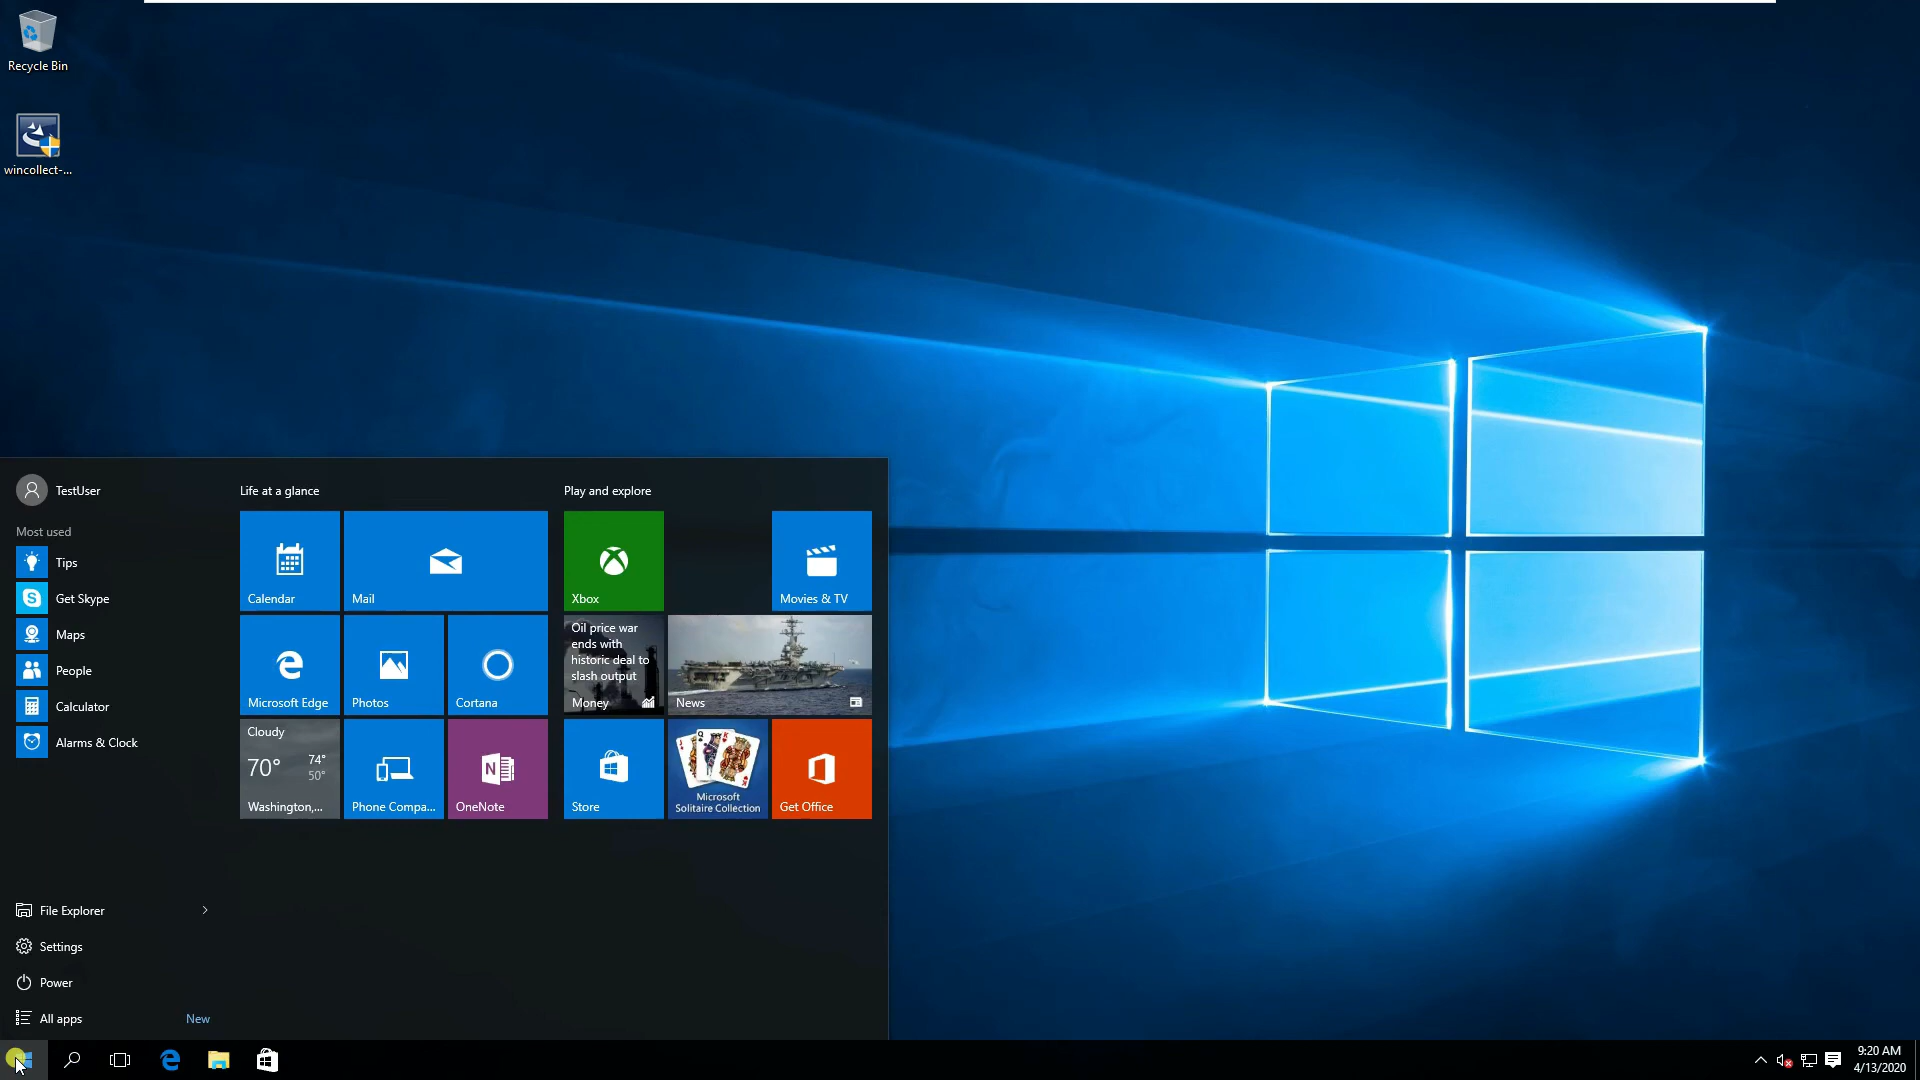 Recycle Bin
wincollect-...
TestUser
Most used
Tips
Get Skype
Maps
People
Calculator
Alarms & Clock
File Explorer
Settings
Power
All apps
New
Life at a glance
Calendar
Mail
Microsoft Edge
Photos
Cortana
Cloudy
70°
74°
50°
Washington,...
Phone Compa...
N
OneNote
Play and explore
Xbox
Movies & TV
Oil price war
ends with
historic deal to
slash output
Money
News
Store
Microsoft
Solitaire Collection
Get Office
9:20 AM
4/13/2020